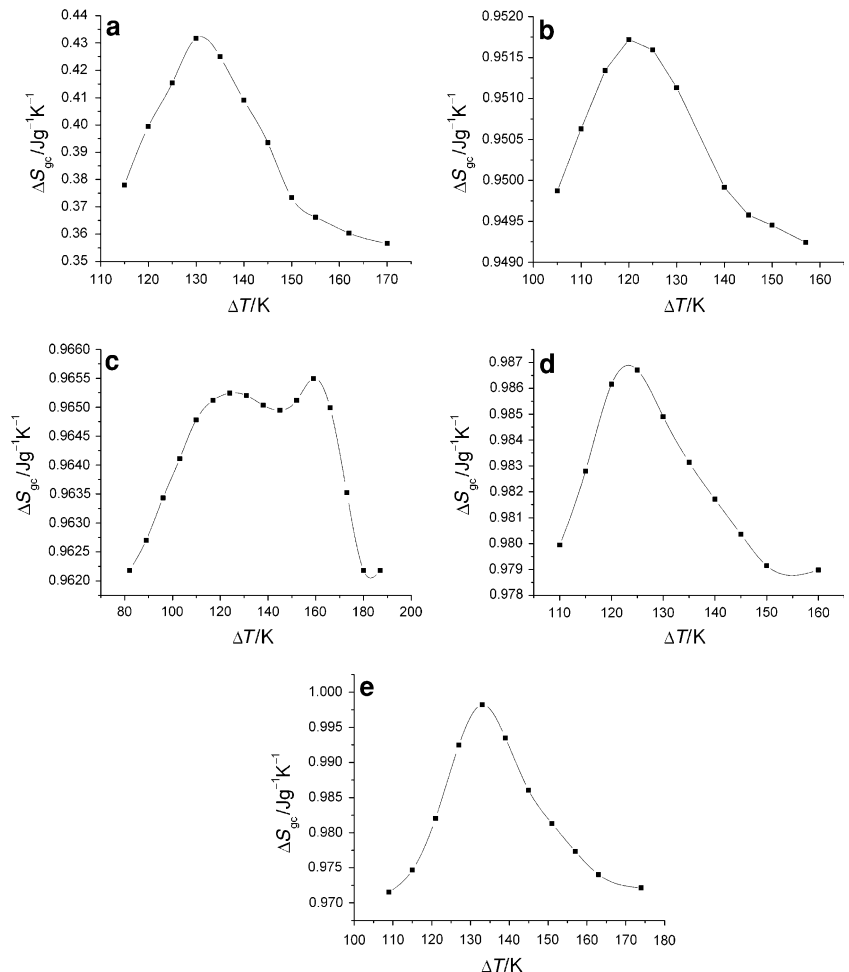 a
0.44
0.43
0.42
0.41
0.40
0.39
0.38
0.37
0.36
0.35
110 120 130 140 150 160 170
ΔT/K
ΔSgc/Jg−1K−1
b
0.9520
0.9515
0.9510
0.9505
0.9500
0.9495
0.9490
100 110 120 130 140 150 160
ΔT/K
ΔSgc/Jg−1K−1
c
0.9660
0.9655
0.9650
0.9645
0.9640
0.9635
0.9630
0.9625
0.9620
80 100 120 140 160 180 200
ΔT/K
ΔSgc/Jg−1K−1
d
0.987
0.986
0.985
0.984
0.983
0.982
0.981
0.980
0.979
0.978
110 120 130 140 150 160
ΔT/K
ΔSgc/Jg−1K−1
e
1.000
0.995
0.990
0.985
0.980
0.975
0.970
100 110 120 130 140 150 160 170 180
ΔT/K
ΔSgc/Jg−1K−1